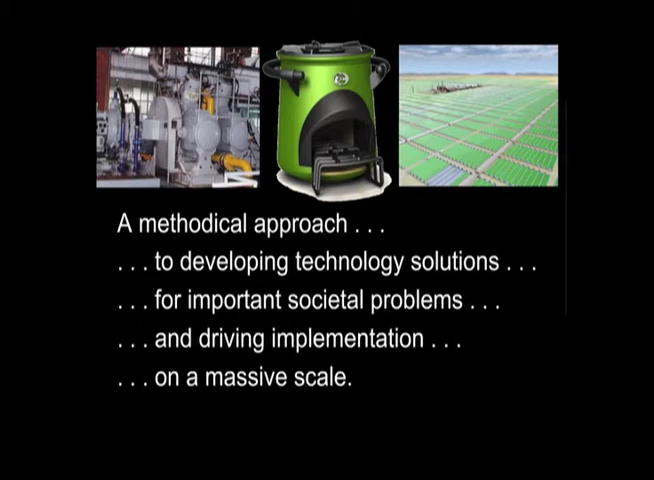 A methodical approach . . .
. . . to developing technology solutions . . .
. . . for important societal problems . . .
. . . and driving implementation . . .
. . . on a massive scale.